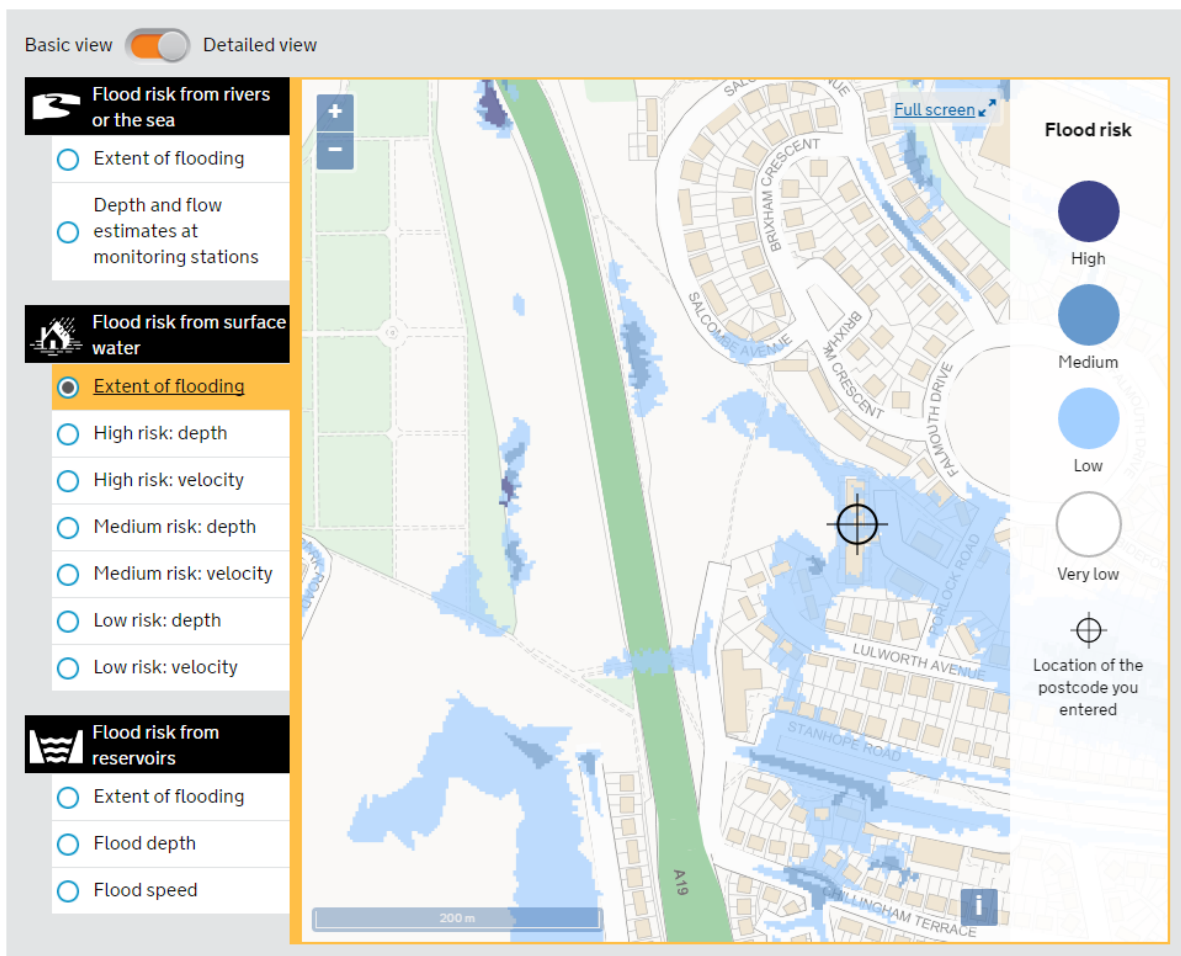 Basic view
Detailed view
Flood risk from rivers
or the sea
Extent of flooding
Depth and flow
estimates at
monitoring stations
Flood risk from surface
water
Extent of flooding
High risk: depth
High risk: velocity
Medium risk: depth
Medium risk: velocity
Low risk: depth
Low risk: velocity
Flood risk from
reservoirs
Extent of flooding
Flood depth
Flood speed
+
−
Full screen
BRIXHAM CRESCENT
SALCOMBE AVENUE
BRIXHAM CRESCENT
FALMOUTH DRIVE
PORLOCK ROAD
LULWORTH AVENUE
STANHOPE ROAD
A19
CHILLINGHAM TERRACE
PARK ROAD
200 m
i
Flood risk
High
Medium
Low
Very low
Location of the
postcode you
entered